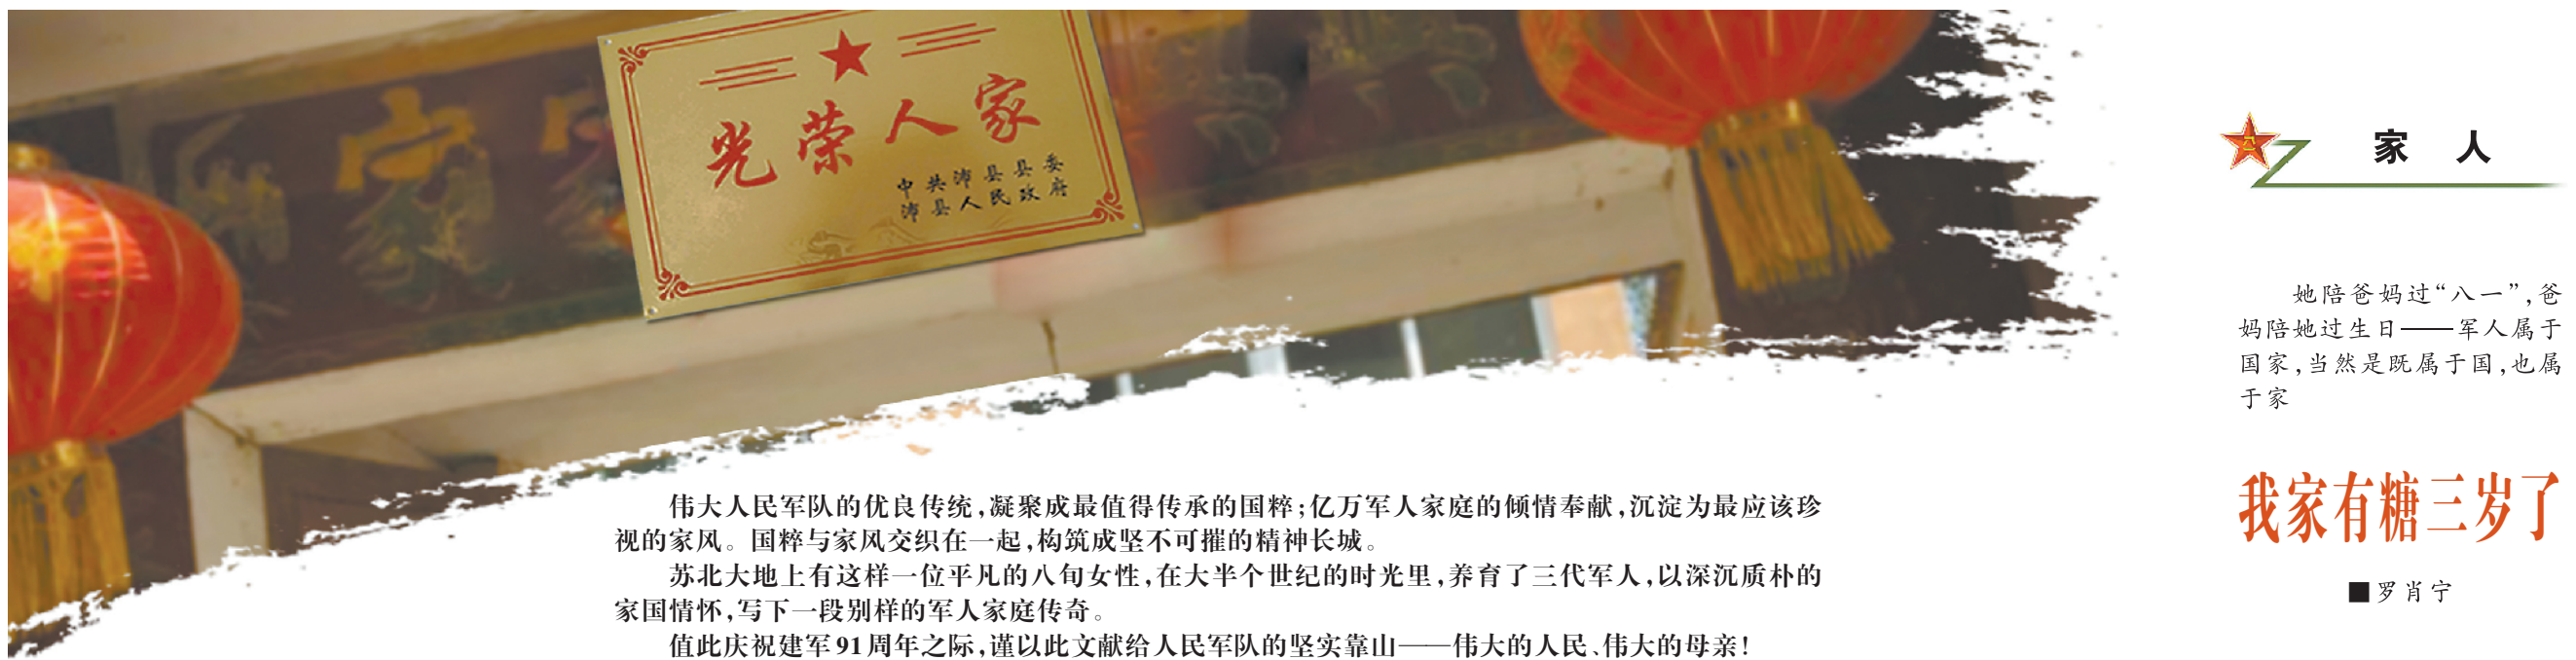 光荣人家
中共沛县县委
沛县人民政府
伟大人民军队的优良传统,凝聚成最值得传承的国粹;亿万军人家庭的倾情奉献,沉淀为最应该珍
视的家风。国粹与家风交织在一起,构筑成坚不可摧的精神长城。
苏北大地上有这样一位平凡的八旬女性,在大半个世纪的时光里,养育了三代军人,以深沉质朴的
家国情怀,写下一段别样的军人家庭传奇。
值此庆祝建军91周年之际,谨以此文献给人民军队的坚实靠山——伟大的人民、伟大的母亲!
八一
家 人
她陪爸妈过“八一”,爸
妈陪她过生日——军人属于
国家,当然是既属于国,也属
于家
我家有糖三岁了
■罗肖宁